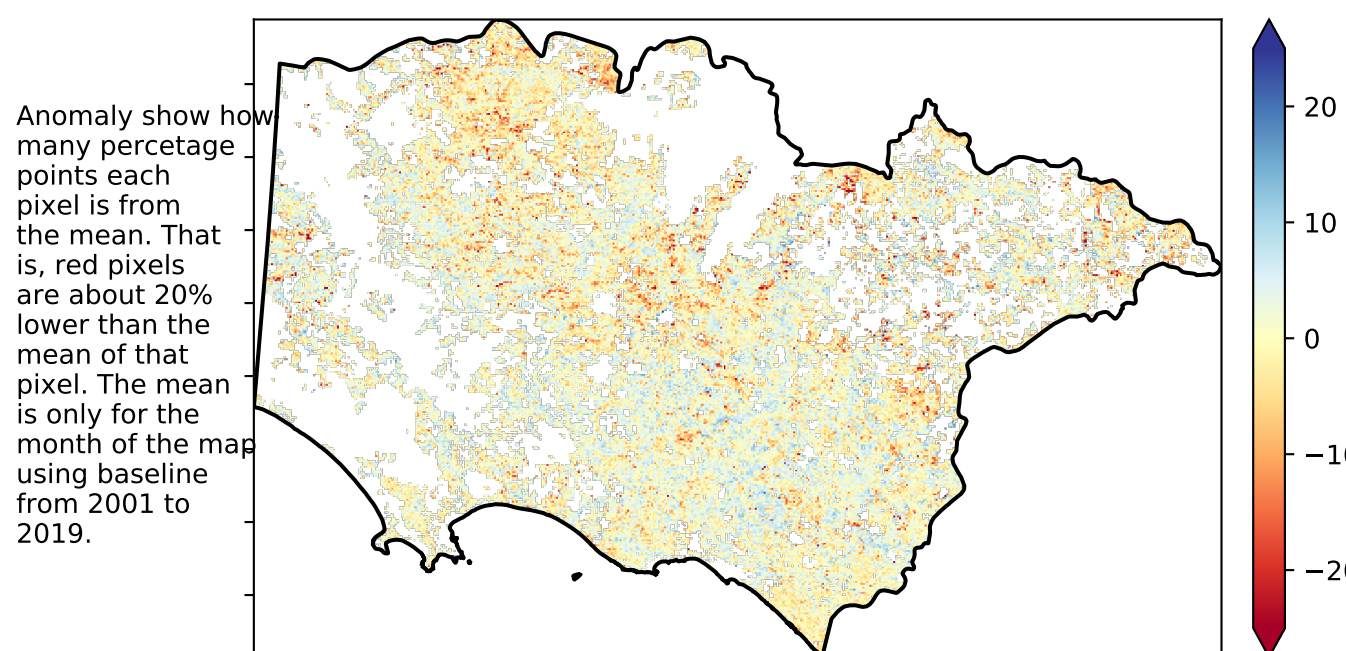 Anomaly show how
many percetage
points each
pixel is from
the mean. That
is, red pixels
are about 20%
lower than the
mean of that
pixel. The mean
is only for the
month of the map
using baseline
from 2001 to
2019.
20
10
0
−10
−20